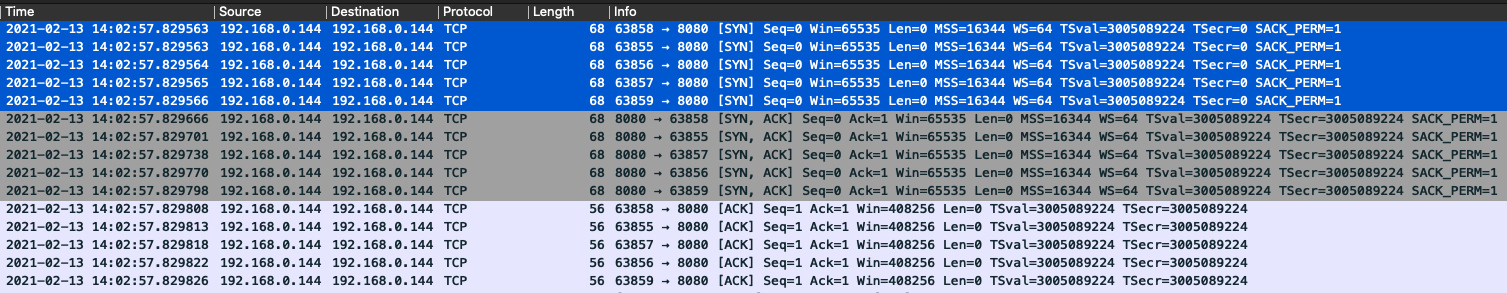 Time Source Destination Protocol Length Info
2021-02-13 14:02:57.829563 192.168.0.144 192.168.0.144 TCP 68 63858 → 8080 [SYN] Seq=0 Win=65535 Len=0 MSS=16344 WS=64 TSval=3005089224 TSecr=0 SACK_PERM=1
2021-02-13 14:02:57.829563 192.168.0.144 192.168.0.144 TCP 68 63855 → 8080 [SYN] Seq=0 Win=65535 Len=0 MSS=16344 WS=64 TSval=3005089224 TSecr=0 SACK_PERM=1
2021-02-13 14:02:57.829564 192.168.0.144 192.168.0.144 TCP 68 63856 → 8080 [SYN] Seq=0 Win=65535 Len=0 MSS=16344 WS=64 TSval=3005089224 TSecr=0 SACK_PERM=1
2021-02-13 14:02:57.829565 192.168.0.144 192.168.0.144 TCP 68 63857 → 8080 [SYN] Seq=0 Win=65535 Len=0 MSS=16344 WS=64 TSval=3005089224 TSecr=0 SACK_PERM=1
2021-02-13 14:02:57.829566 192.168.0.144 192.168.0.144 TCP 68 63859 → 8080 [SYN] Seq=0 Win=65535 Len=0 MSS=16344 WS=64 TSval=3005089224 TSecr=0 SACK_PERM=1
2021-02-13 14:02:57.829666 192.168.0.144 192.168.0.144 TCP 68 8080 → 63858 [SYN, ACK] Seq=0 Ack=1 Win=65535 Len=0 MSS=16344 WS=64 TSval=3005089224 TSecr=3005089224 SACK_PERM=1
2021-02-13 14:02:57.829701 192.168.0.144 192.168.0.144 TCP 68 8080 → 63855 [SYN, ACK] Seq=0 Ack=1 Win=65535 Len=0 MSS=16344 WS=64 TSval=3005089224 TSecr=3005089224 SACK_PERM=1
2021-02-13 14:02:57.829738 192.168.0.144 192.168.0.144 TCP 68 8080 → 63857 [SYN, ACK] Seq=0 Ack=1 Win=65535 Len=0 MSS=16344 WS=64 TSval=3005089224 TSecr=3005089224 SACK_PERM=1
2021-02-13 14:02:57.829770 192.168.0.144 192.168.0.144 TCP 68 8080 → 63856 [SYN, ACK] Seq=0 Ack=1 Win=65535 Len=0 MSS=16344 WS=64 TSval=3005089224 TSecr=3005089224 SACK_PERM=1
2021-02-13 14:02:57.829798 192.168.0.144 192.168.0.144 TCP 68 8080 → 63859 [SYN, ACK] Seq=0 Ack=1 Win=65535 Len=0 MSS=16344 WS=64 TSval=3005089224 TSecr=3005089224 SACK_PERM=1
2021-02-13 14:02:57.829808 192.168.0.144 192.168.0.144 TCP 56 63858 → 8080 [ACK] Seq=1 Ack=1 Win=408256 Len=0 TSval=3005089224 TSecr=3005089224
2021-02-13 14:02:57.829813 192.168.0.144 192.168.0.144 TCP 56 63855 → 8080 [ACK] Seq=1 Ack=1 Win=408256 Len=0 TSval=3005089224 TSecr=3005089224
2021-02-13 14:02:57.829818 192.168.0.144 192.168.0.144 TCP 56 63857 → 8080 [ACK] Seq=1 Ack=1 Win=408256 Len=0 TSval=3005089224 TSecr=3005089224
2021-02-13 14:02:57.829822 192.168.0.144 192.168.0.144 TCP 56 63856 → 8080 [ACK] Seq=1 Ack=1 Win=408256 Len=0 TSval=3005089224 TSecr=3005089224
2021-02-13 14:02:57.829826 192.168.0.144 192.168.0.144 TCP 56 63859 → 8080 [ACK] Seq=1 Ack=1 Win=408256 Len=0 TSval=3005089224 TSecr=3005089224